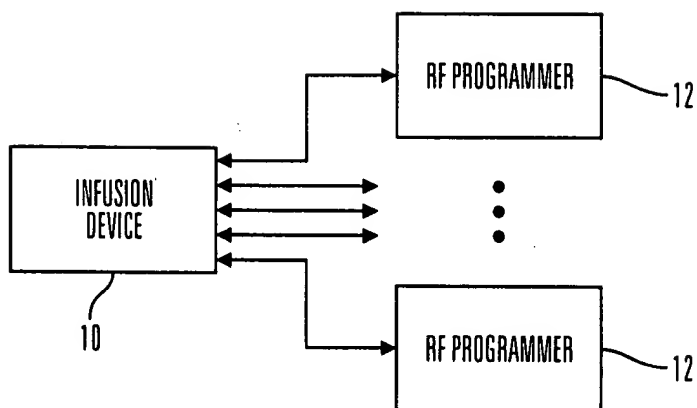 RF PROGRAMMER
12
INFUSION
DEVICE
10
RF PROGRAMMER
12